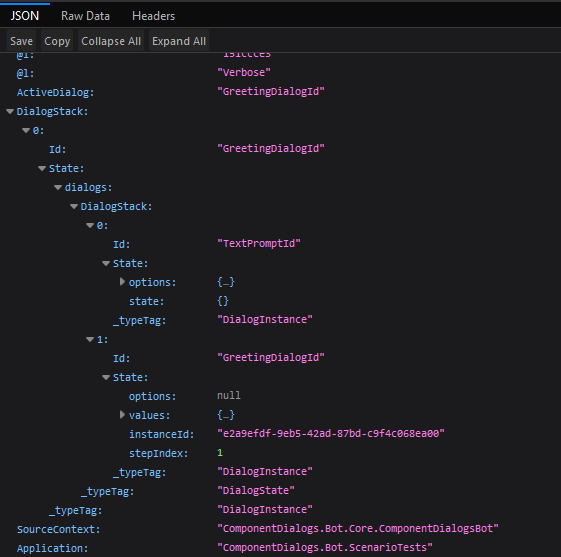 JSON Raw Data Headers
Save Copy Collapse All Expand All
@l: "Verbose"
ActiveDialog: "GreetingDialogId"
DialogStack:
0:
Id: "GreetingDialogId"
State:
dialogs:
DialogStack:
0:
Id: "TextPromptId"
State:
options: {…}
state: {}
_typeTag: "DialogInstance"
1:
Id: "GreetingDialogId"
State:
options: null
values: {…}
instanceId: "e2a9efdf-9eb5-42ad-87bd-c9f4c068ea00"
stepIndex: 1
_typeTag: "DialogInstance"
_typeTag: "DialogState"
_typeTag: "DialogInstance"
SourceContext: "ComponentDialogs.Bot.Core.ComponentDialogsBot"
Application: "ComponentDialogs.Bot.ScenarioTests"